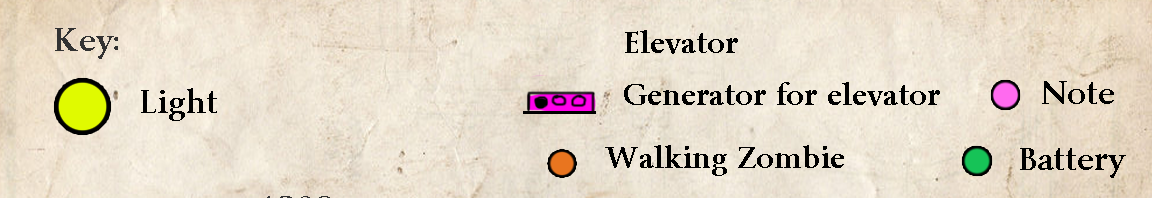 Key:
Light
Elevator
Generator for elevator
Note
Walking Zombie
Battery